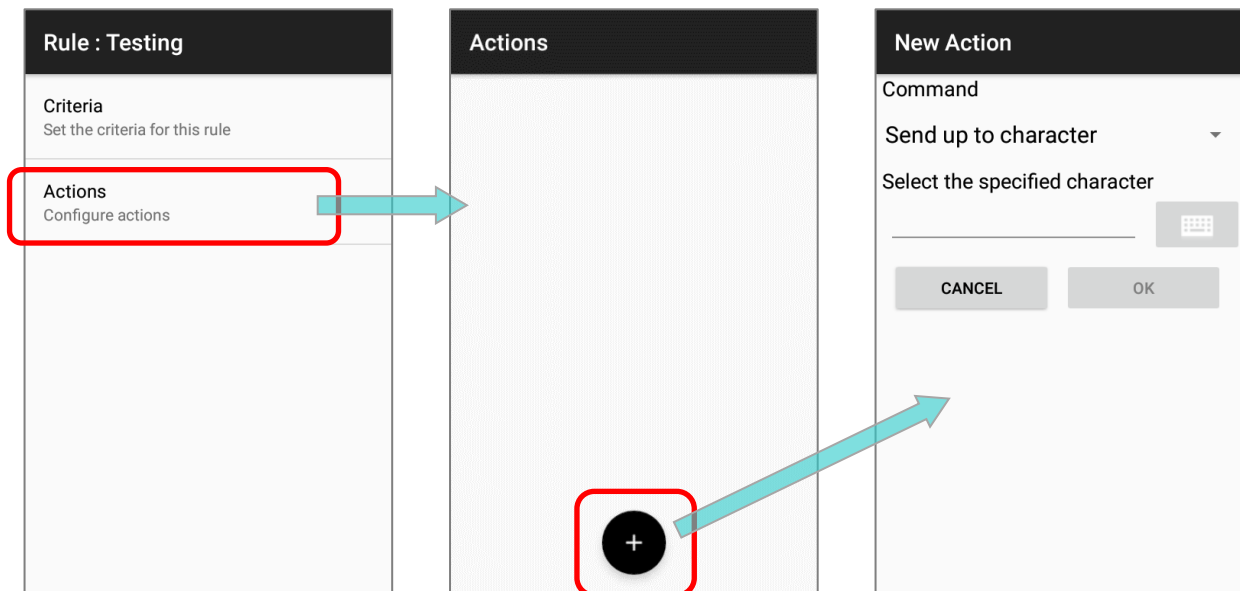 Rule : Testing
Criteria
Set the criteria for this rule
Actions
Configure actions
Actions
+
New Action
Command
Send up to character
Select the specified character
CANCEL
OK